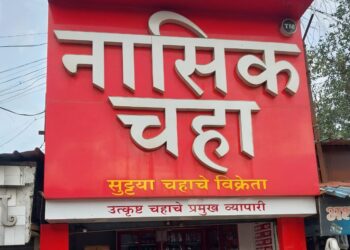 नासिक
चहा
सुट्टया चहाचे विक्रेता
उत्कृष्ट चहाचे प्रमुख व्यापारी